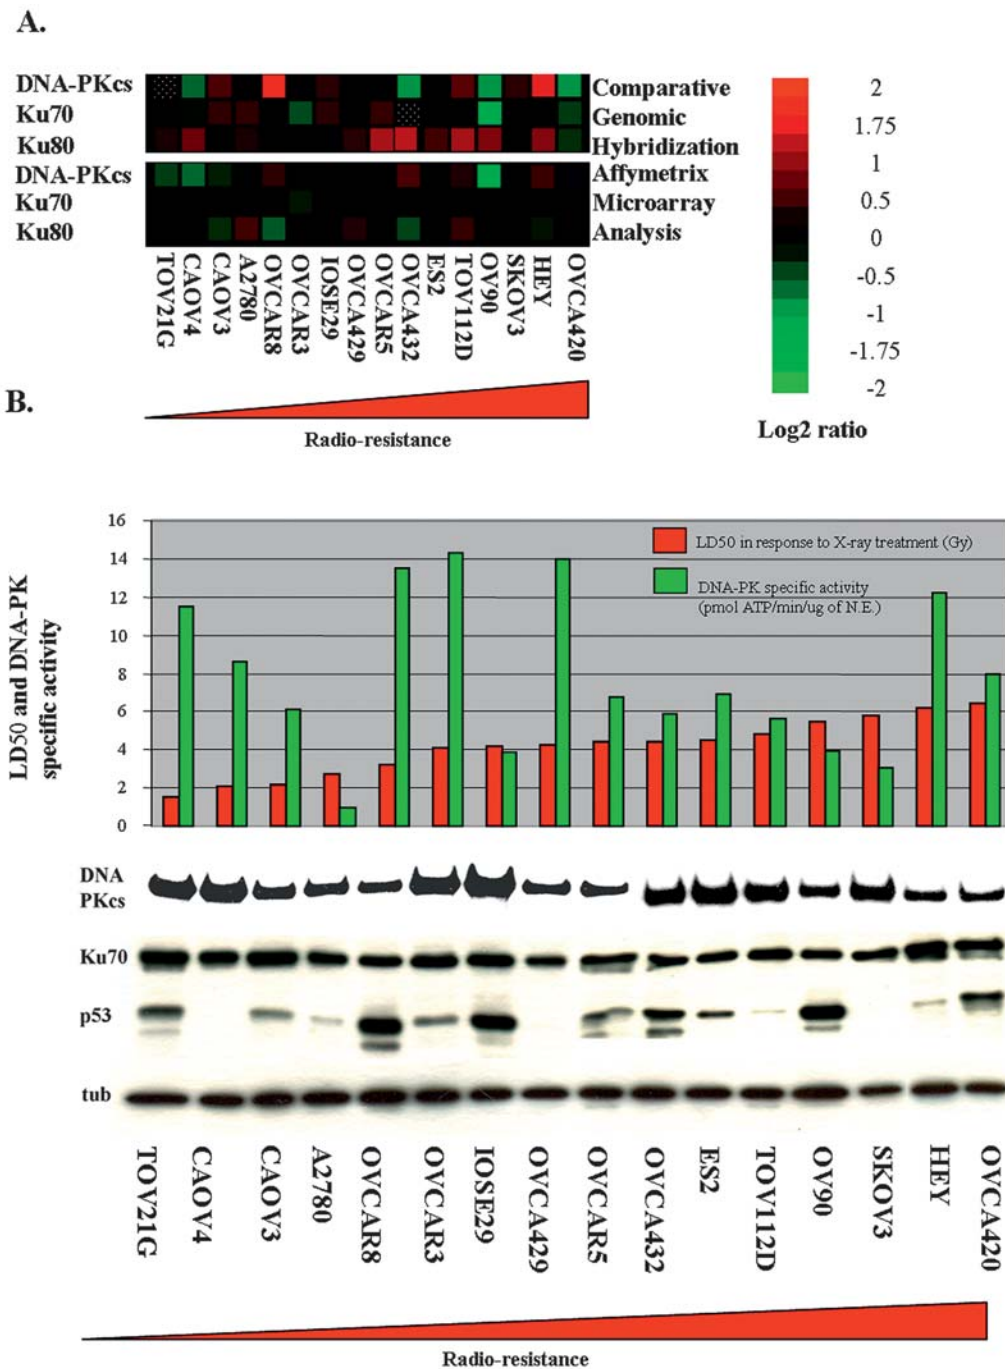 A.
DNA-PKcs
Ku70
Ku80
DNA-PKcs
Ku70
Ku80
Comparative
Genomic
Hybridization
Affymetrix
Microarray
Analysis
TOV21G
CAOV4
CAOV3
A2780
OVCAR8
OVCAR3
IOSE29
OVCA429
OVCAR5
OVCA432
ES2
TOV112D
OV90
SKOV3
HEY
OVCA420
Radio-resistance
2
1.75
1
0.5
0
-0.5
-1
-1.75
-2
Log2 ratio
B.
LD50 and DNA-PK
specific activity
16
14
12
10
8
6
4
2
0
LD50 in response to X-ray treatment (Gy)
DNA-PK specific activity
(pmol ATP/min/ug of N.E.)
DNA
PKcs
Ku70
p53
tub
TOV21G
CAOV4
CAOV3
A2780
OVCAR8
OVCAR3
IOSE29
OVCA429
OVCAR5
OVCA432
ES2
TOV112D
OV90
SKOV3
HEY
OVCA420
Radio-resistance